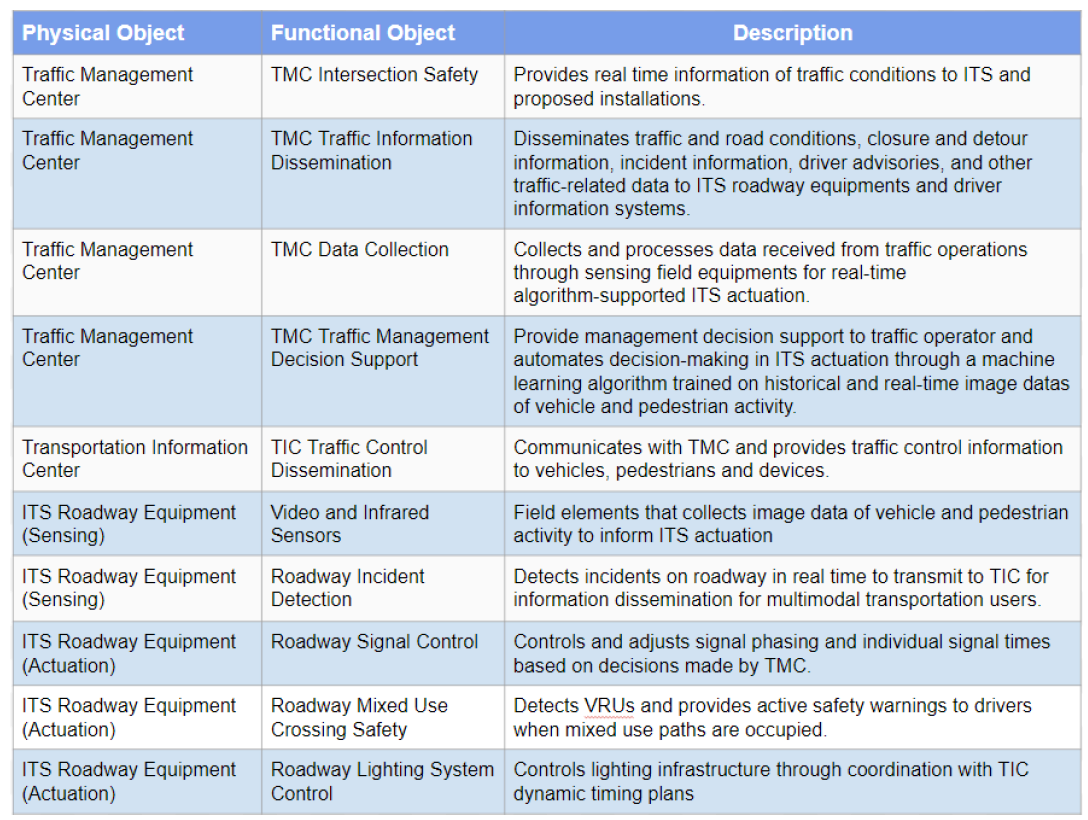 Physical Object Functional Object Description
Traffic Management TMC Intersection Safety Provides real time information of traffic conditions to ITS and
Center proposed installations.
Traffic Management TMC Traffic Information Disseminates traffic and road conditions, closure and detour
Center Dissemination information, incident information, driver advisories, and other
traffic-related data to ITS roadway equipments and driver
information systems.
Traffic Management TMC Data Collection Collects and processes data received from traffic operations
Center through sensing field equipments for real-time
algorithm-supported ITS actuation.
Traffic Management TMC Traffic Management Provide management decision support to traffic operator and
Center Decision Support automates decision-making in ITS actuation through a machine
learning algorithm trained on historical and real-time image datas
of vehicle and pedestrian activity.
Transportation Information TIC Traffic Control Communicates with TMC and provides traffic control information
Center Dissemination to vehicles, pedestrians and devices.
ITS Roadway Equipment Video and Infrared Field elements that collects image data of vehicle and pedestrian
(Sensing) Sensors activity to inform ITS actuation
ITS Roadway Equipment Roadway Incident Detects incidents on roadway in real time to transmit to TIC for
(Sensing) Detection information dissemination for multimodal transportation users.
ITS Roadway Equipment Roadway Signal Control Controls and adjusts signal phasing and individual signal times
(Actuation) based on decisions made by TMC.
ITS Roadway Equipment Roadway Mixed Use Detects VRUs and provides active safety warnings to drivers
(Actuation) Crossing Safety when mixed use paths are occupied.
ITS Roadway Equipment Roadway Lighting System Controls lighting infrastructure through coordination with TIC
(Actuation) Control dynamic timing plans